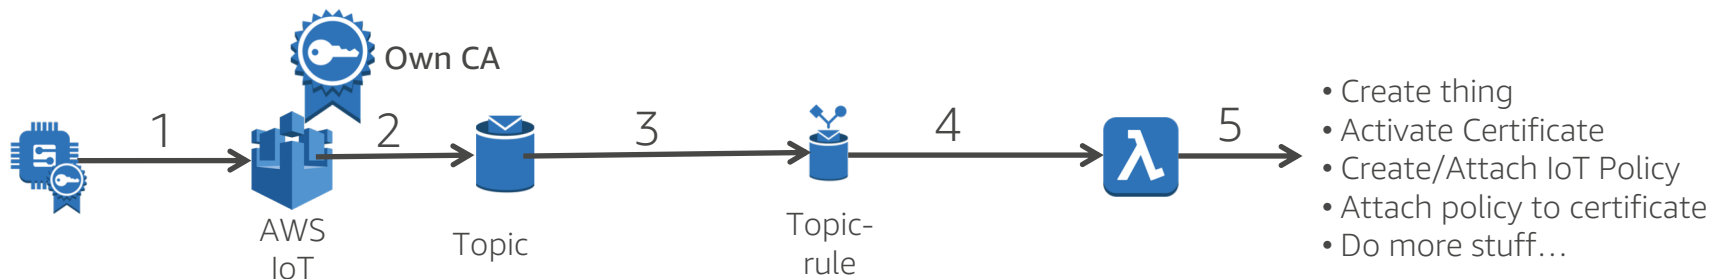 Own CA
1
2
3
4
5
AWS
IoT
Topic
Topic-
rule
λ
• Create thing
• Activate Certificate
• Create/Attach IoT Policy
• Attach policy to certificate
• Do more stuff...